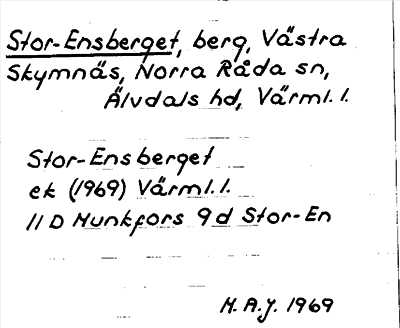 Stor-Ensberget, berg, Västra
Skymnäs, Norra Råda sn,
Älvdals hd, Värml. l.
Stor-Ensberget
ek (1969) Värml. l.
11 D Munkfors 9 d Stor-En
M. A. J. 1969